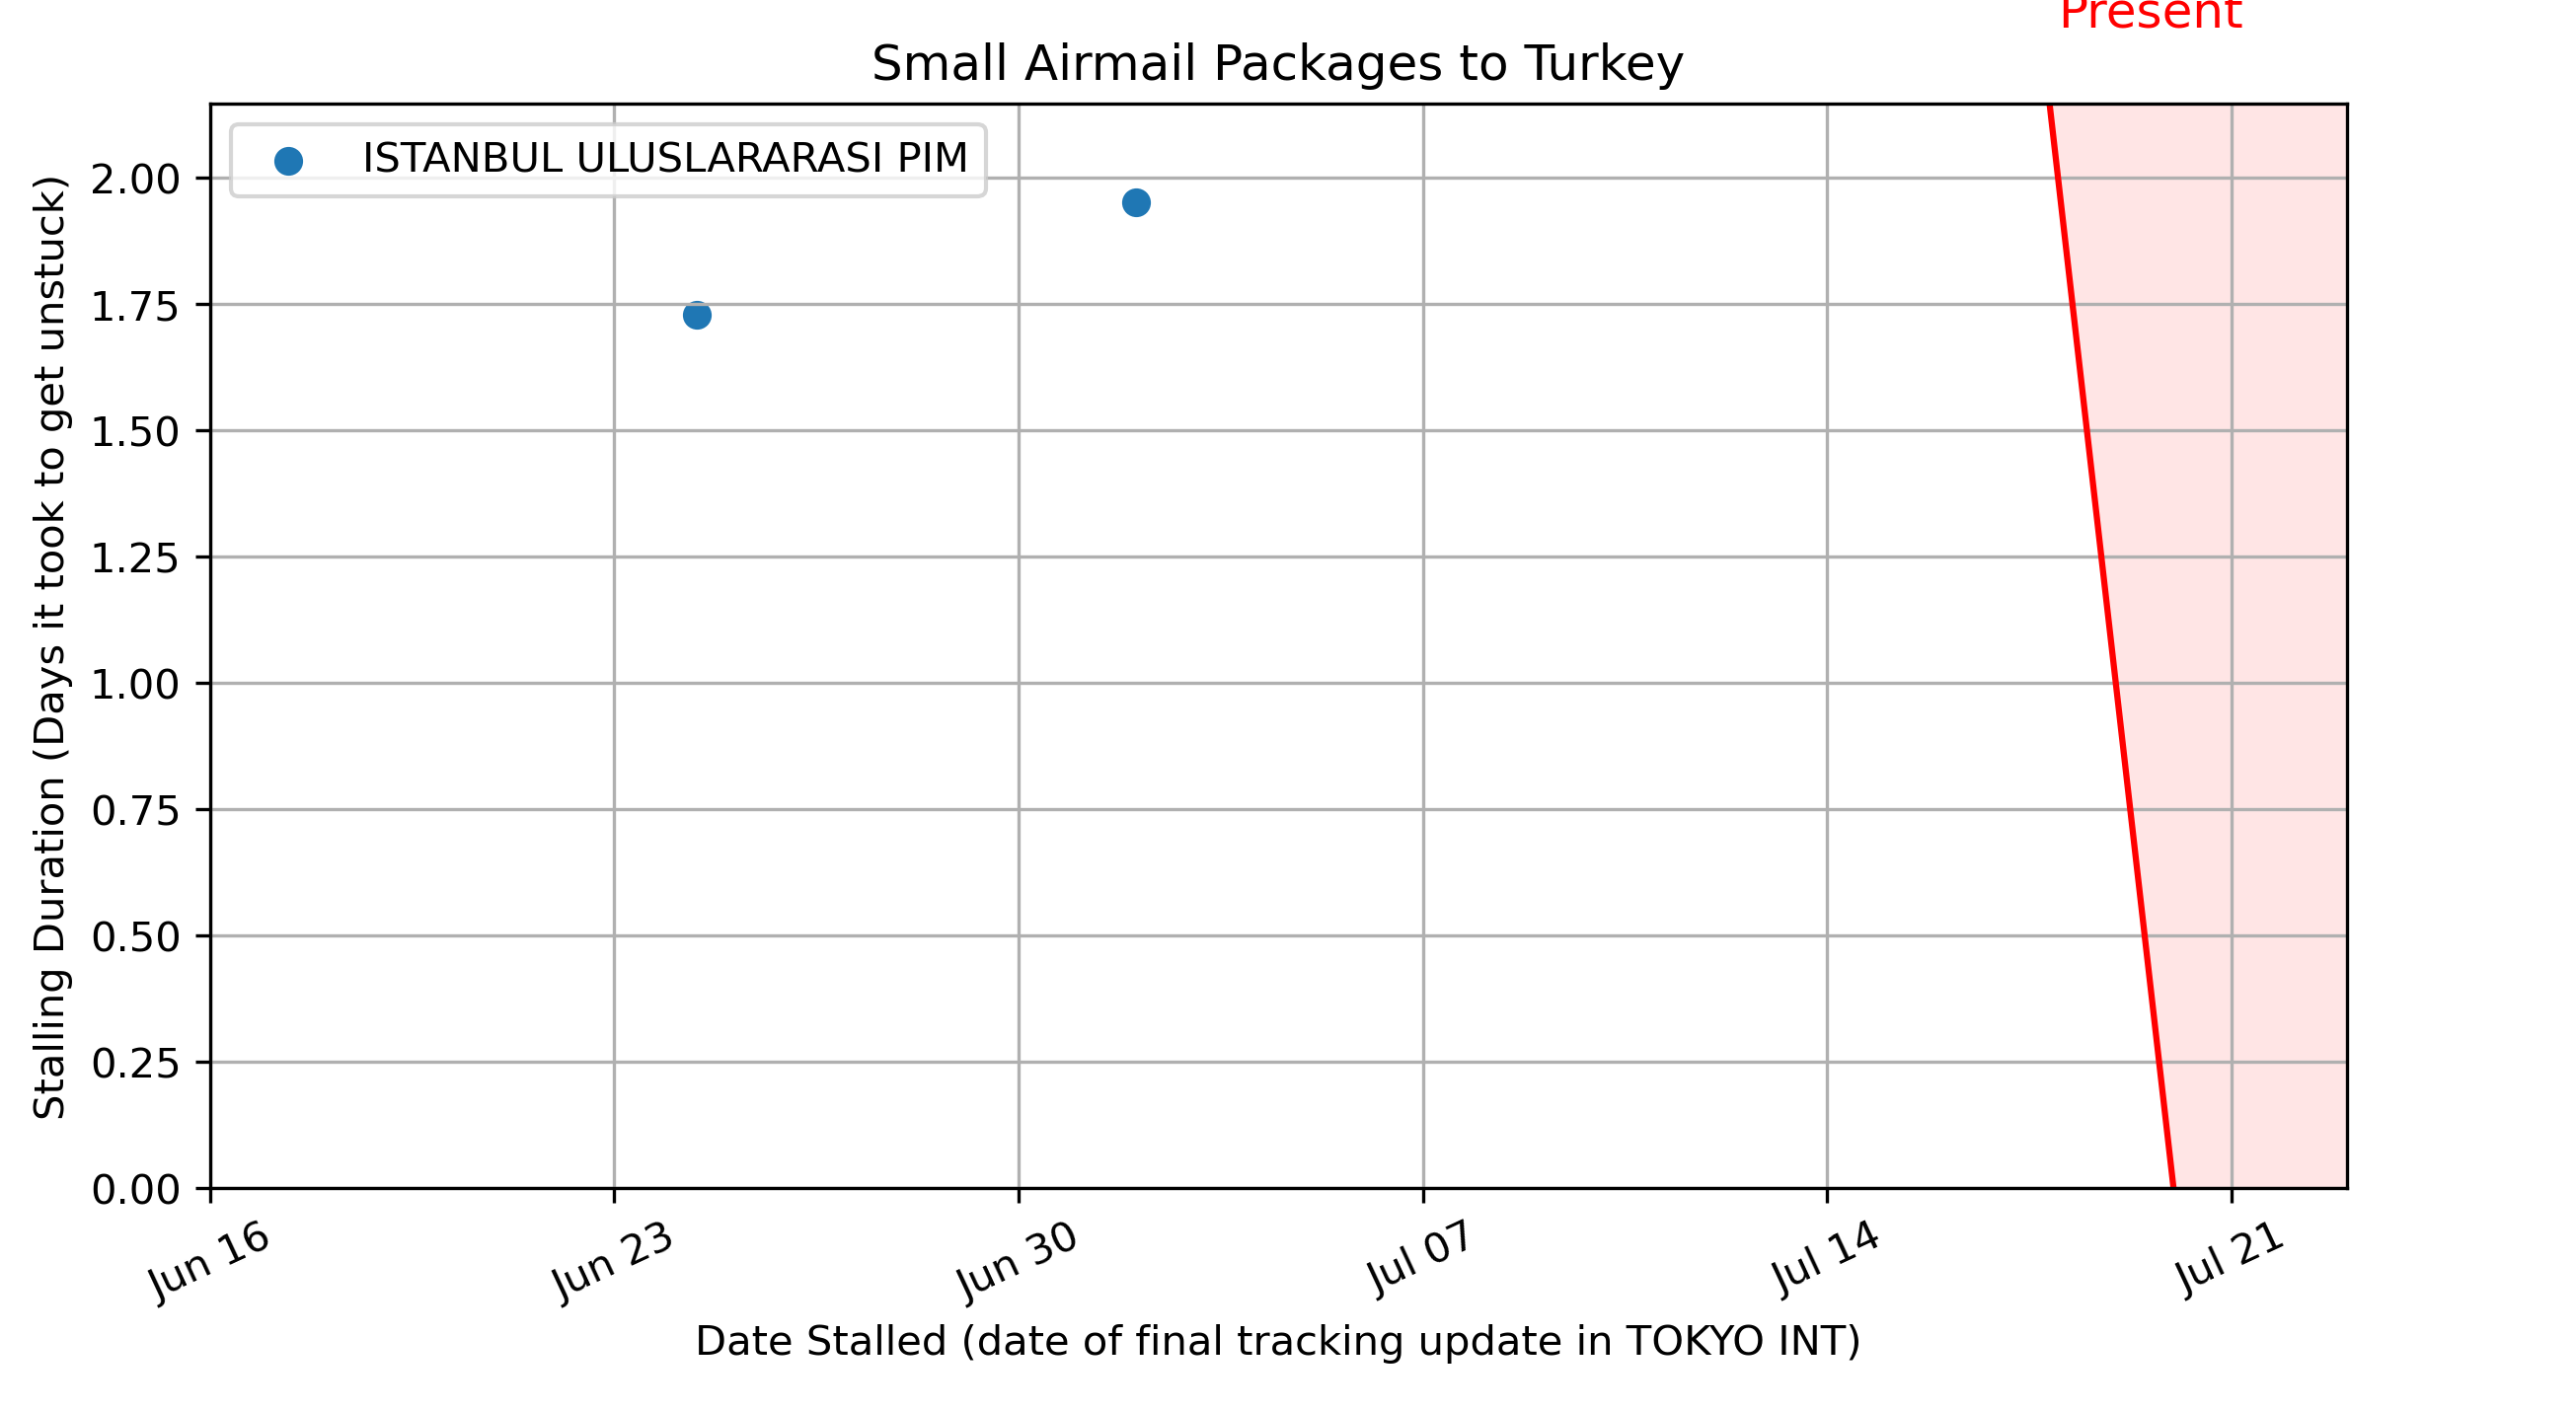 Present
Small Airmail Packages to Turkey
ISTANBUL ULUSLARARASI PIM
Stalling Duration (Days it took to get unstuck)
2.00
1.75
1.50
1.25
1.00
0.75
0.50
0.25
0.00
Jun 16
Jun 23
Jun 30
Jul 07
Jul 14
Jul 21
Date Stalled (date of final tracking update in TOKYO INT)